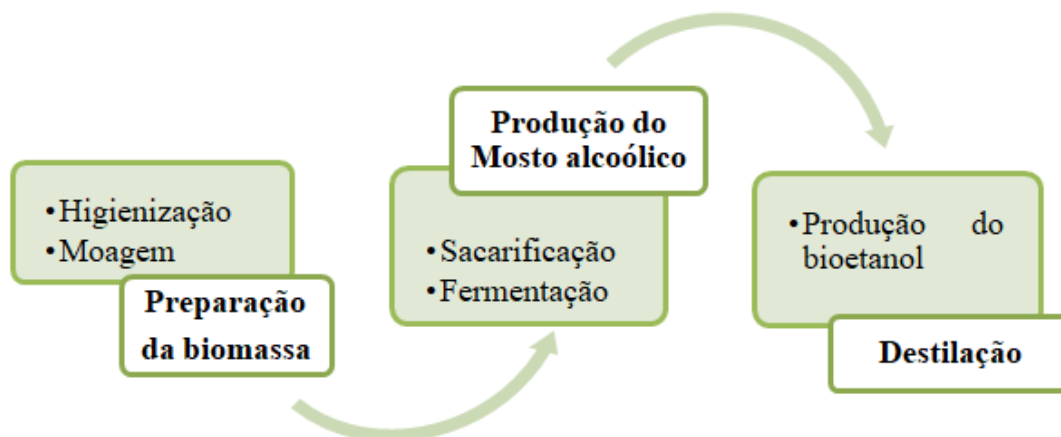 •Higienização
•Moagem
Preparação
da biomassa
Produção do
Mosto alcoólico
•Sacarificação
•Fermentação
•Produção do
bioetanol
Destilação